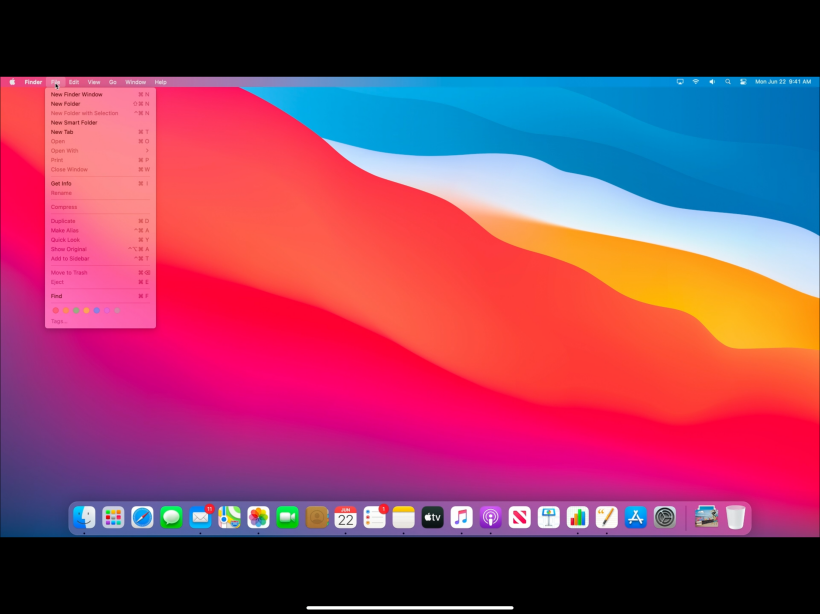 Finder File Edit View Go Window Help Mon Jun 22 9:41 AM
New Finder Window ⌘ N
New Folder ⇧⌘ N
New Folder with Selection ^⌘ N
New Smart Folder
New Tab ⌘ T
Open ⌘ O
Open With
Print ⌘ P
Close Window ⌘ W
Get Info ⌘ I
Rename
Compress
Duplicate ⌘ D
Make Alias ^⌘ A
Quick Look ⌘ Y
Show Original ^⌥⌘ A
Add to Sidebar ^⌘ T
Move to Trash ⌘⌫
Eject ⌘ E
Find ⌘ F
Tags...
11
JUN
22
1
tv